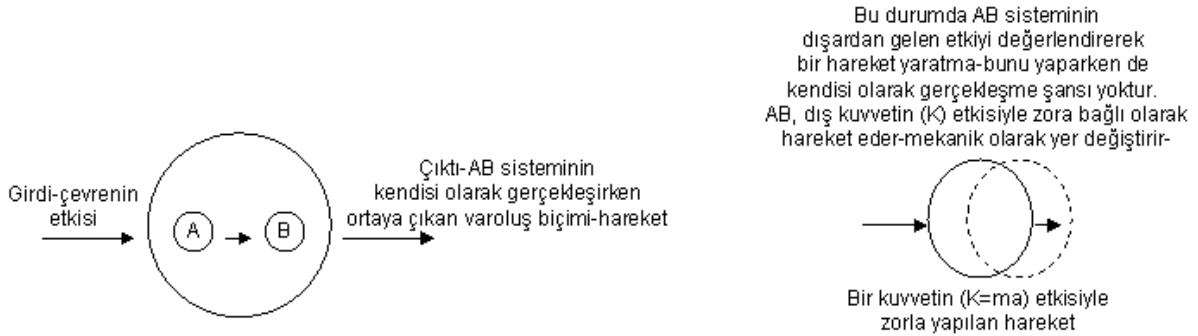 Girdi-çevrenin
etkisi
A
B
Çıktı-AB sisteminin
kendisi olarak gerçekleşirken
ortaya çıkan varoluş biçimi-hareket
Bu durumda AB sisteminin
dışardan gelen etkiyi değerlendirerek
bir hareket yaratma-bunu yaparken de
kendisi olarak gerçekleşme şansı yoktur.
AB, dış kuvvetin (K) etkisiyle zora bağlı olarak
hareket eder-mekanik olarak yer değiştirir-
Bir kuvvetin (K=ma) etkisiyle
zorla yapılan hareket